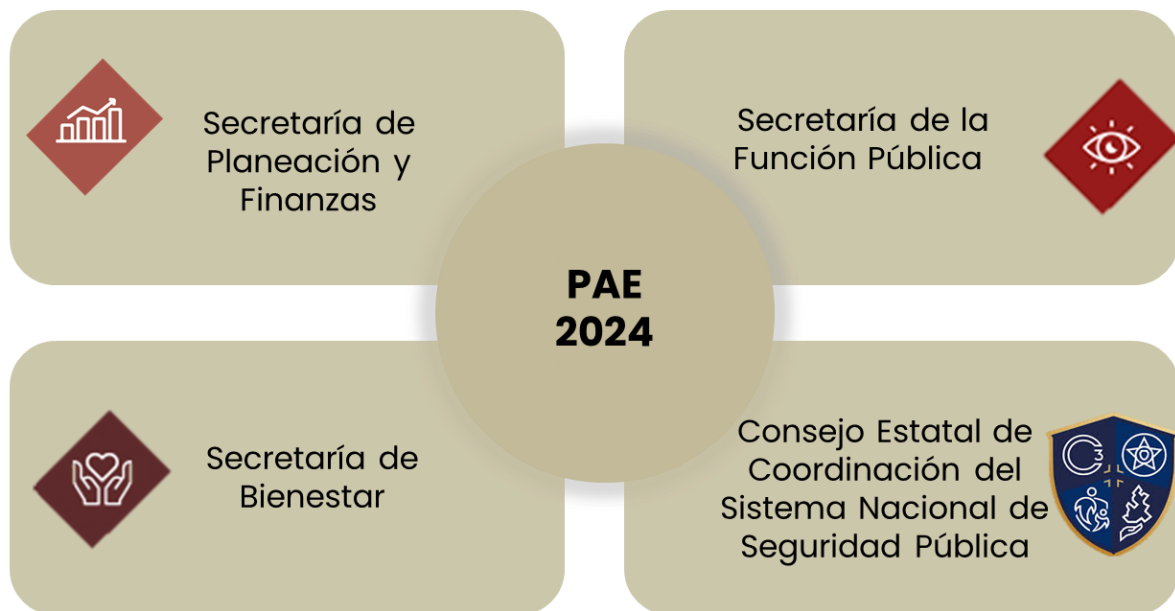 Secretaría de
Planeación y
Finanzas
Secretaría de la
Función Pública
PAE
2024
Secretaría de
Bienestar
Consejo Estatal de
Coordinación del
Sistema Nacional de
Seguridad Pública
C3